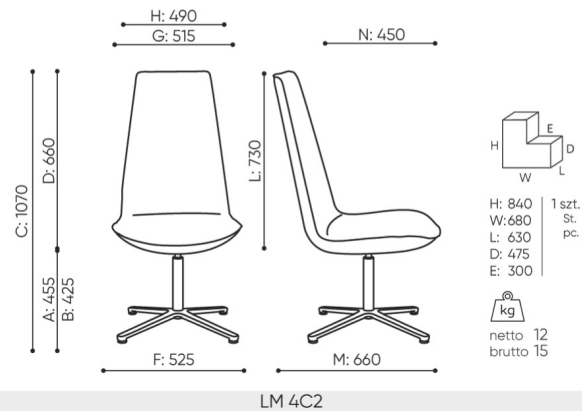 H: 490
G: 515
N: 450
C: 1070
D: 660
A: 455
B: 425
L: 730
F: 525
M: 660
H
E
D
W
L
H: 840
W:680
L: 630
D: 475
E: 300
1 szt.
St.
pc.
kg
netto 12
brutto 15
LM 4C2